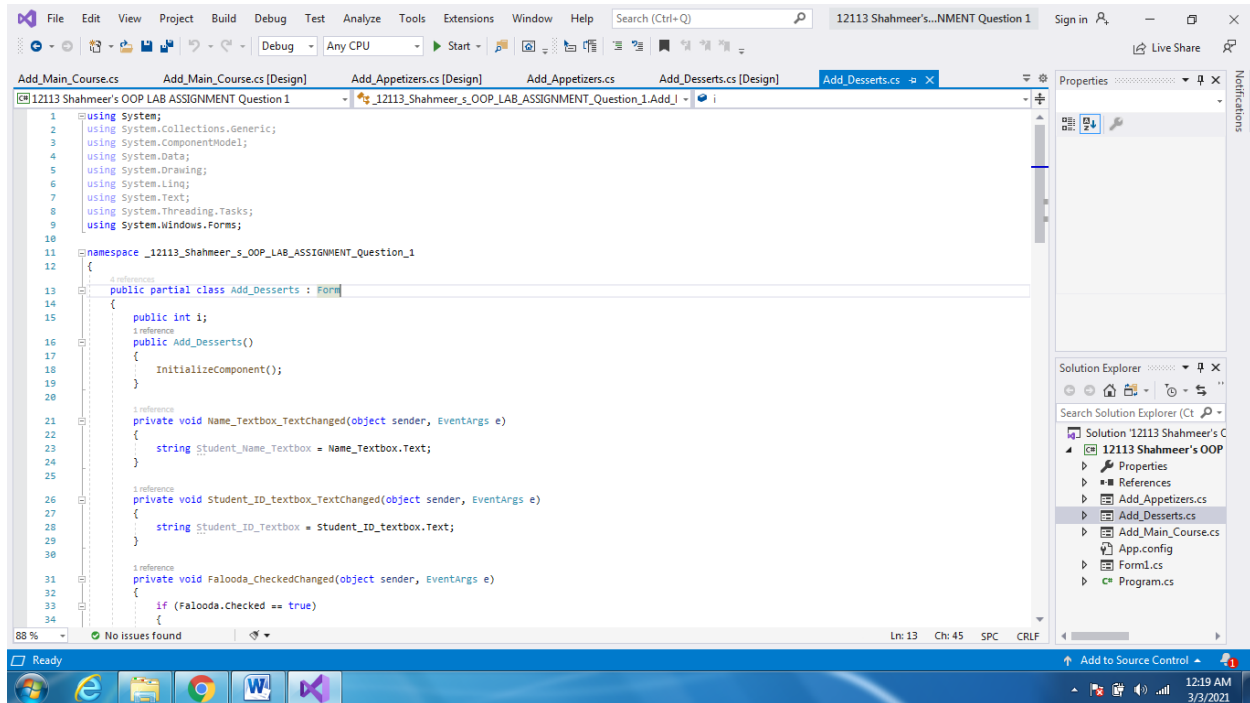 File Edit View Project Build Debug Test Analyze Tools Extensions Window Help Search (Ctrl+Q) 12113 Shahmeer's...NMENT Question 1 Sign in
Debug Any CPU Start Live Share
Add_Main_Course.cs Add_Main_Course.cs [Design] Add_Appetizers.cs [Design] Add_Appetizers.cs Add_Desserts.cs [Design] Add_Desserts.cs
C# 12113 Shahmeer's OOP LAB ASSIGNMENT Question 1 _12113_Shahmeer_s_OOP_LAB_ASSIGNMENT_Question_1.Add_I i
1 using System;
2 using System.Collections.Generic;
3 using System.ComponentModel;
4 using System.Data;
5 using System.Drawing;
6 using System.Linq;
7 using System.Text;
8 using System.Threading.Tasks;
9 using System.Windows.Forms;
10
11 namespace _12113_Shahmeer_s_OOP_LAB_ASSIGNMENT_Question_1
12 {
4 references
13 public partial class Add_Desserts : Form
14 {
15 public int i;
1 reference
16 public Add_Desserts()
17 {
18 InitializeComponent();
19 }
20
1 reference
21 private void Name_Textbox_TextChanged(object sender, EventArgs e)
22 {
23 string Student_Name_Textbox = Name_Textbox.Text;
24 }
25
1 reference
26 private void Student_ID_textbox_TextChanged(object sender, EventArgs e)
27 {
28 string Student_ID_Textbox = Student_ID_textbox.Text;
29 }
30
1 reference
31 private void Falooda_CheckedChanged(object sender, EventArgs e)
32 {
33 if (Falooda.Checked == true)
34 {
88 % No issues found Ln: 13 Ch: 45 SPC CRLF
Properties
Notifications
Solution Explorer
Search Solution Explorer (Ct
Solution '12113 Shahmeer's C
C# 12113 Shahmeer's OOP
Properties
References
Add_Appetizers.cs
Add_Desserts.cs
Add_Main_Course.cs
App.config
Form1.cs
C# Program.cs
Ready Add to Source Control 1
12:19 AM
3/3/2021